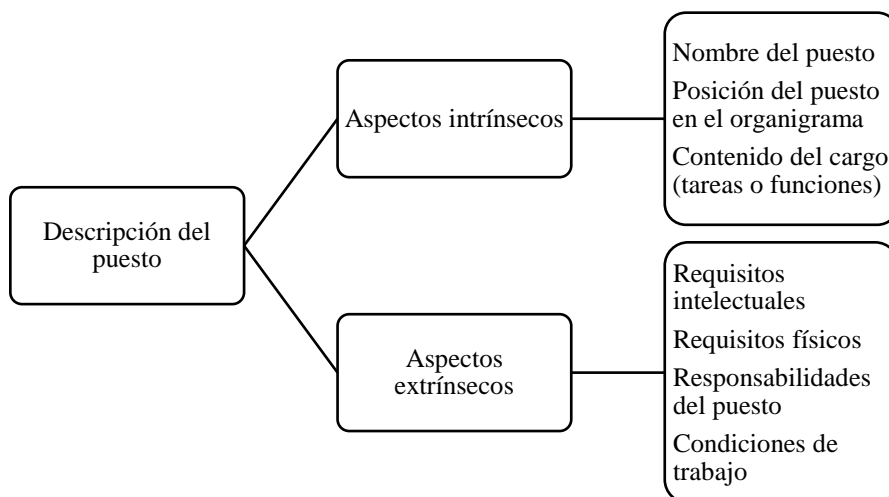 Descripción del
puesto
Aspectos intrínsecos
Nombre del puesto
Posición del puesto
en el organigrama
Contenido del cargo
(tareas o funciones)
Aspectos
extrínsecos
Requisitos
intelectuales
Requisitos físicos
Responsabilidades
del puesto
Condiciones de
trabajo